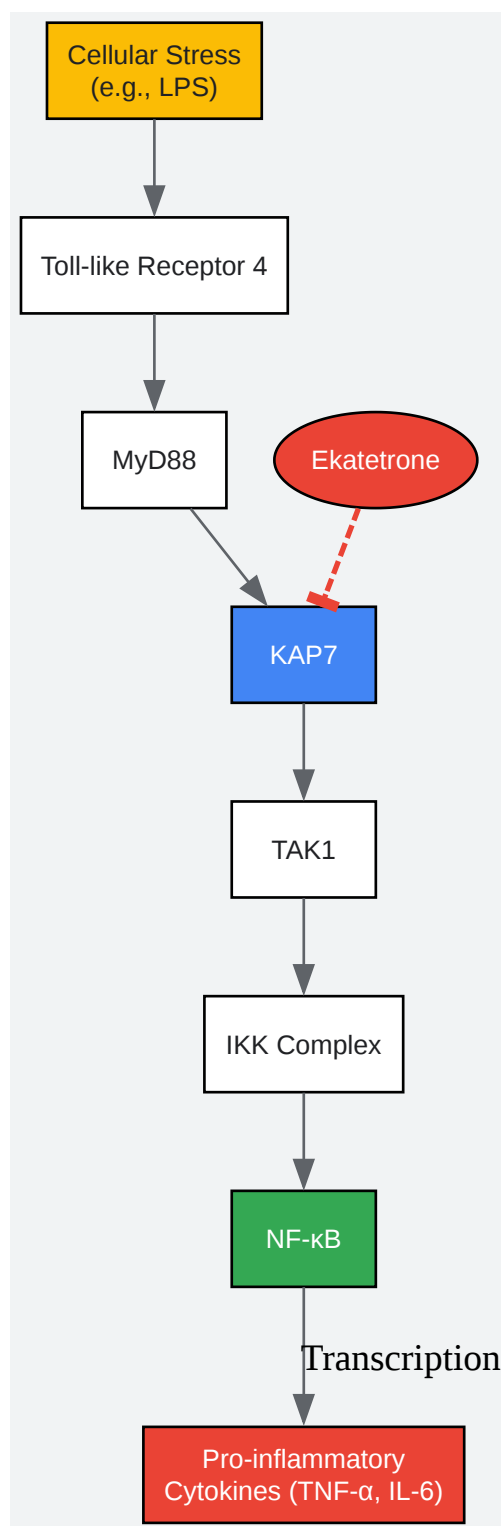 Cellular Stress
(e.g., LPS)
Toll-like Receptor 4
MyD88
Ekatetrone
KAP7
TAK1
IKK Complex
NF-κB
Transcription
Pro-inflammatory
Cytokines (TNF-α, IL-6)